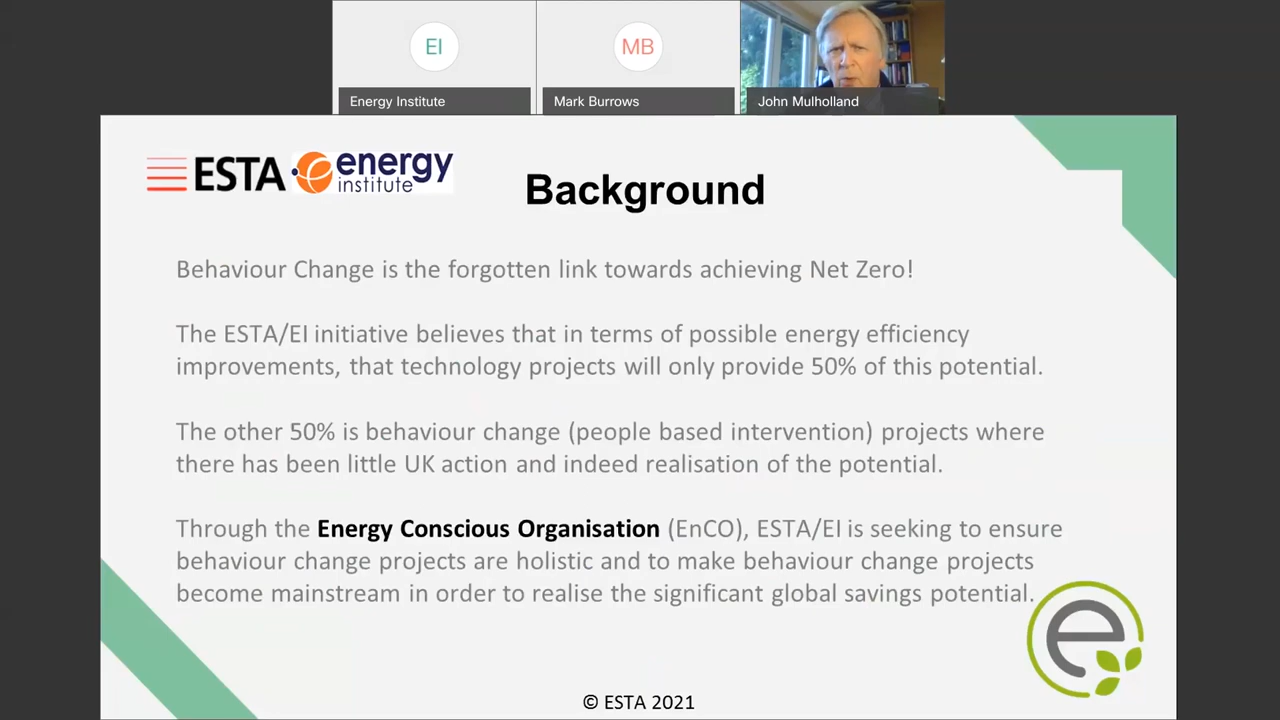 EI
MB
Energy Institute
Mark Burrows
John Mulholland
ESTA
energy
institute
Background
Behaviour Change is the forgotten link towards achieving Net Zero!
The ESTA/EI initiative believes that in terms of possible energy efficiency
improvements, that technology projects will only provide 50% of this potential.
The other 50% is behaviour change (people based intervention) projects where
there has been little UK action and indeed realisation of the potential.
Through the Energy Conscious Organisation (EnCO), ESTA/EI is seeking to ensure
behaviour change projects are holistic and to make behaviour change projects
become mainstream in order to realise the significant global savings potential.
e
© ESTA 2021